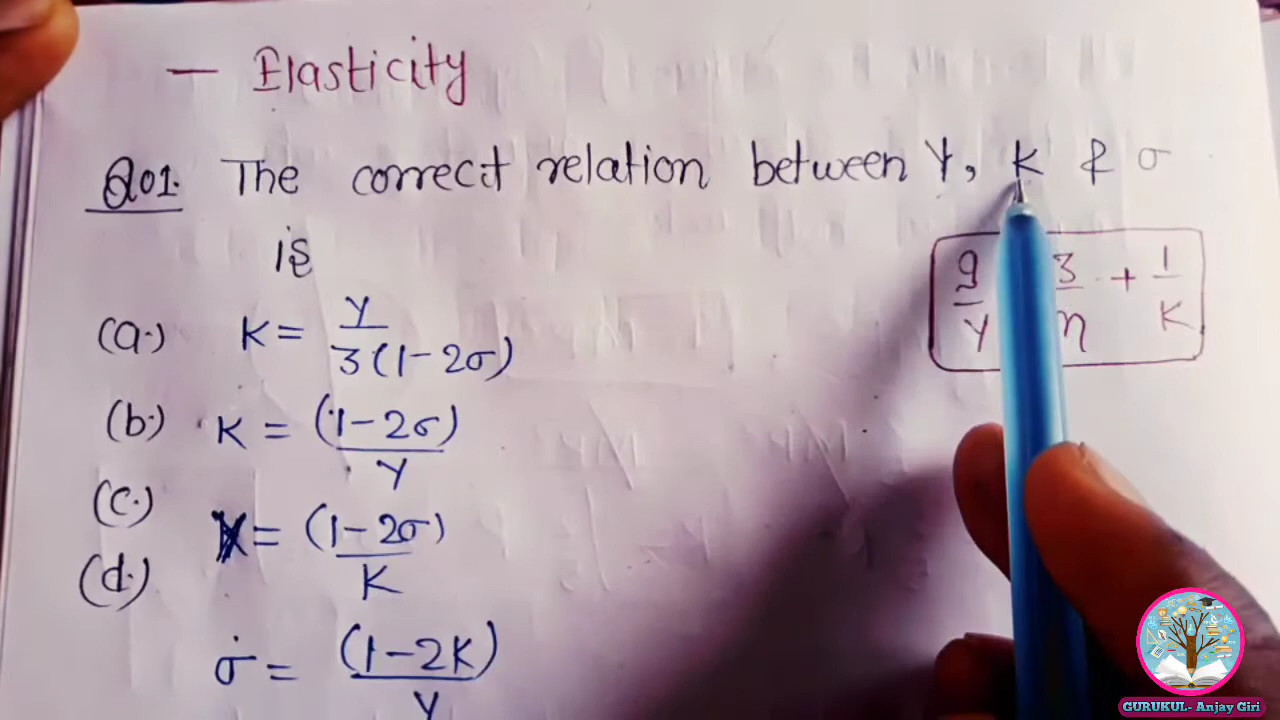 — Elasticity
Q01. The correct relation between Y, K & σ
is
9/Y 3/η + 1/K
(a.) K = Y/3(1-2σ)
(b.) K = (1-2σ)/Y
(c.) Y = (1-2σ)/K
(d.) σ = (1-2K)/Y
GURUKUL- Anjay Giri